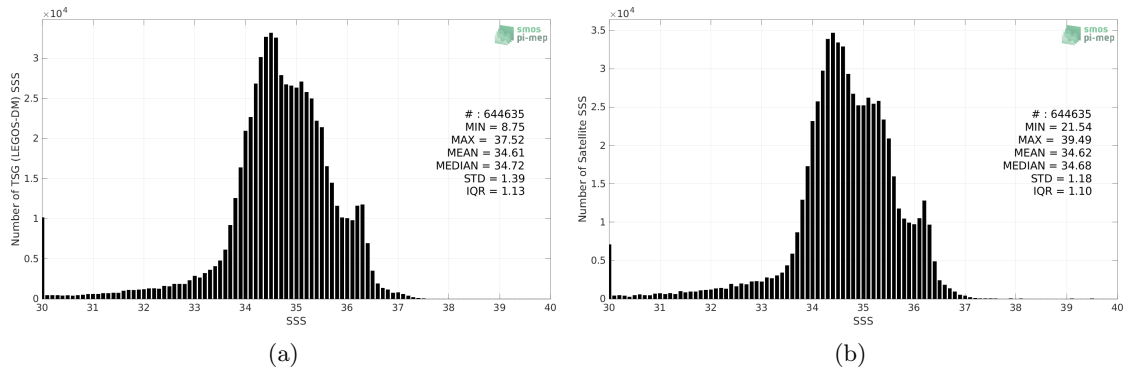 ×10⁴
smos
pi-mep
3
2.5
2
1.5
1
0.5
0
Number of TSG (LEGOS-DM) SSS
# : 644635
MIN = 8.75
MAX = 37.52
MEAN = 34.61
MEDIAN = 34.72
STD = 1.39
IQR = 1.13
30 31 32 33 34 35 36 37 38 39 40
SSS
(a)
×10⁴
smos
pi-mep
3.5
3
2.5
2
1.5
1
0.5
0
Number of Satellite SSS
# : 644635
MIN = 21.54
MAX = 39.49
MEAN = 34.62
MEDIAN = 34.68
STD = 1.18
IQR = 1.10
30 31 32 33 34 35 36 37 38 39 40
SSS
(b)